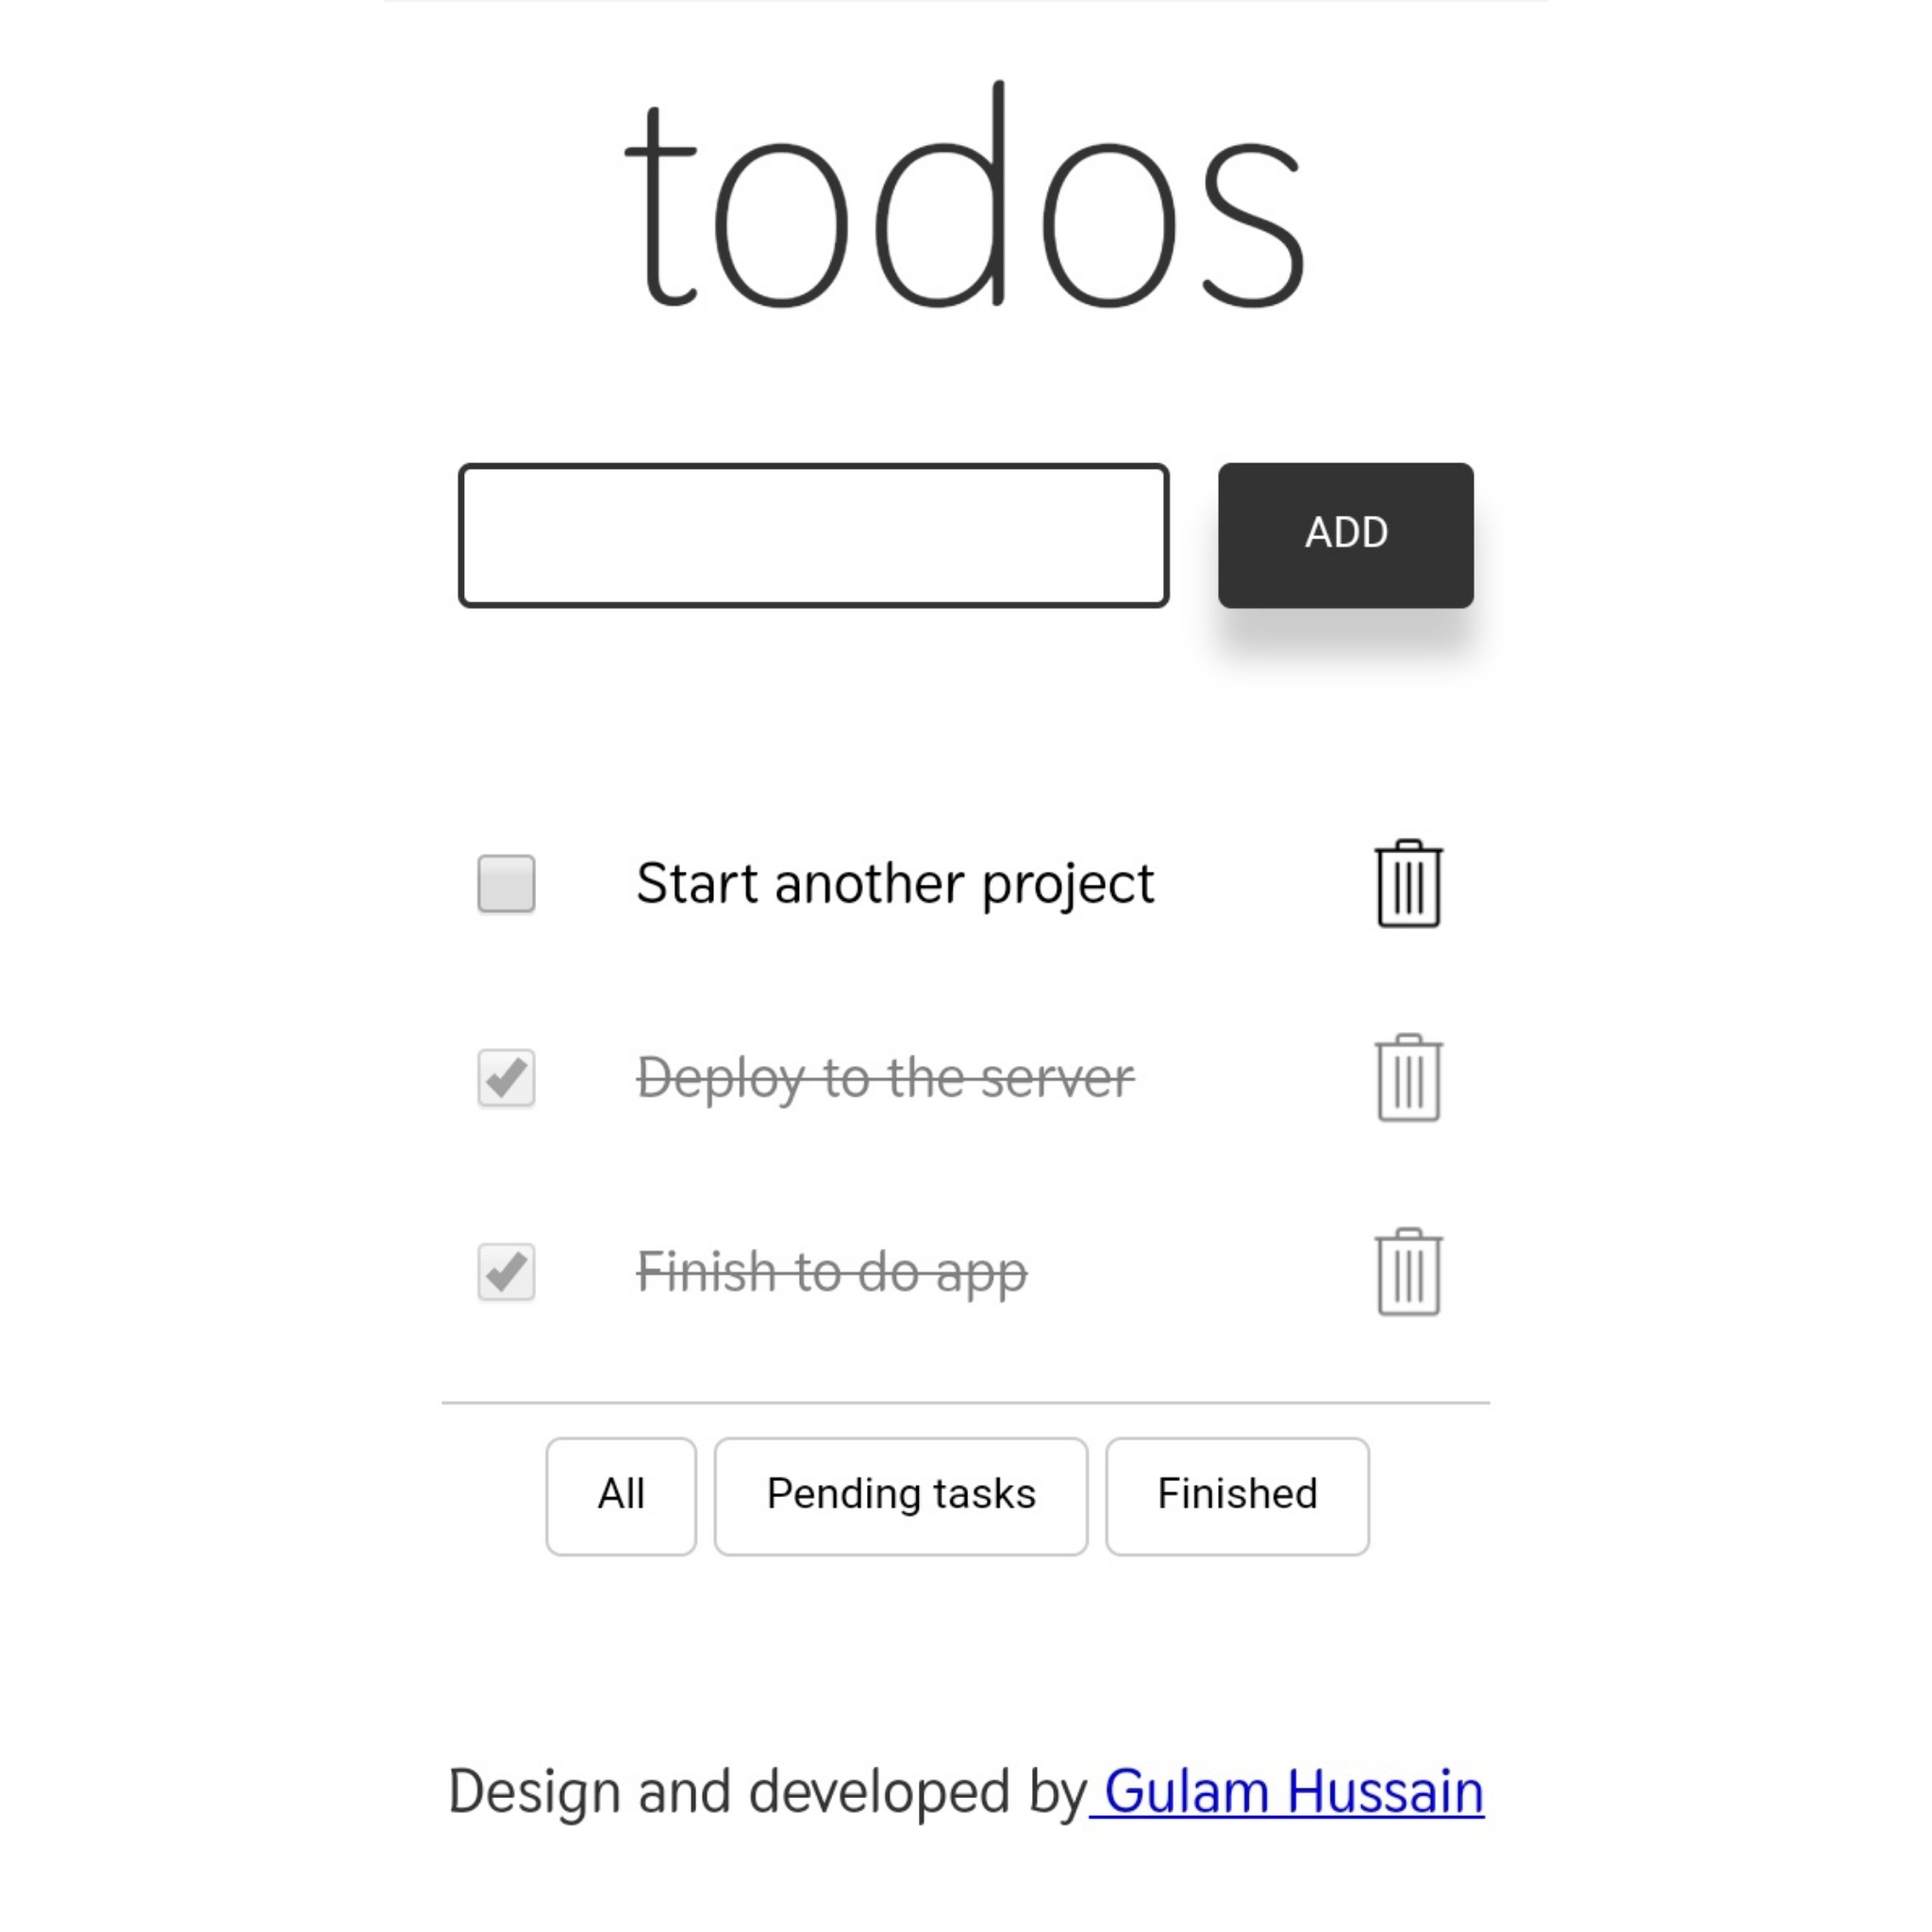 todos
ADD
Start another project
Deploy to the server
Finish to do app
All Pending tasks Finished
Design and developed by Gulam Hussain